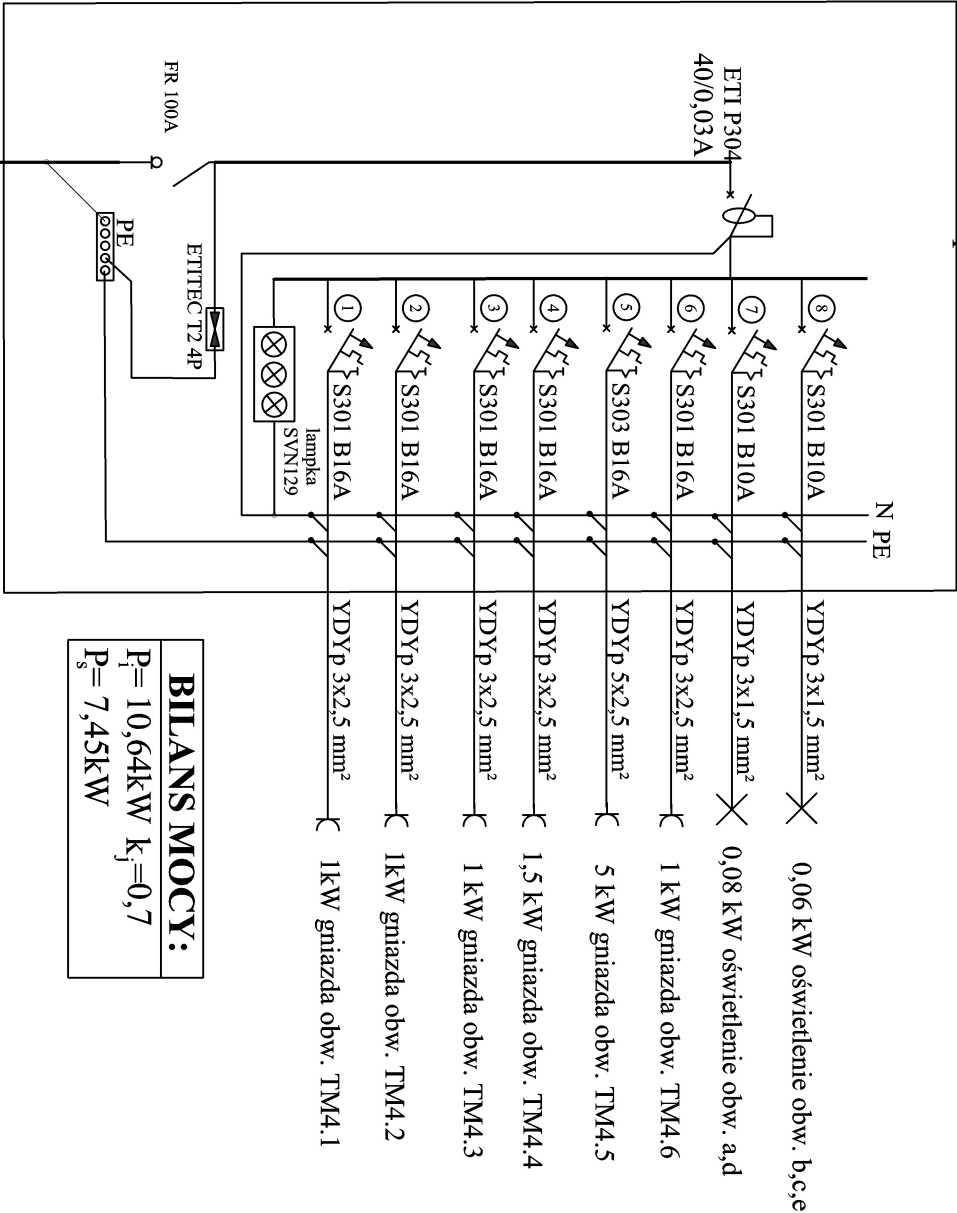 FR 100A
ETI P304
40/0,03A
PE
ETITEC T2 4P
lampka
SVN129
N PE
1 S301 B16A YDYp 3x2,5 mm² 1kW gniazda obw. TM4.1
2 S301 B16A YDYp 3x2,5 mm² 1kW gniazda obw. TM4.2
3 S301 B16A YDYp 3x2,5 mm² 1 kW gniazda obw. TM4.3
4 S301 B16A YDYp 3x2,5 mm² 1,5 kW gniazda obw. TM4.4
5 S303 B16A YDYp 5x2,5 mm² 5 kW gniazda obw. TM4.5
6 S301 B16A YDYp 3x2,5 mm² 1 kW gniazda obw. TM4.6
7 S301 B10A YDYp 3x1,5 mm² 0,08 kW oświetlenie obw. a,d
8 S301 B10A YDYp 3x1,5 mm² 0,06 kW oświetlenie obw. b,c,e
BILANS MOCY:
Pi= 10,64kW kj=0,7
Ps= 7,45kW